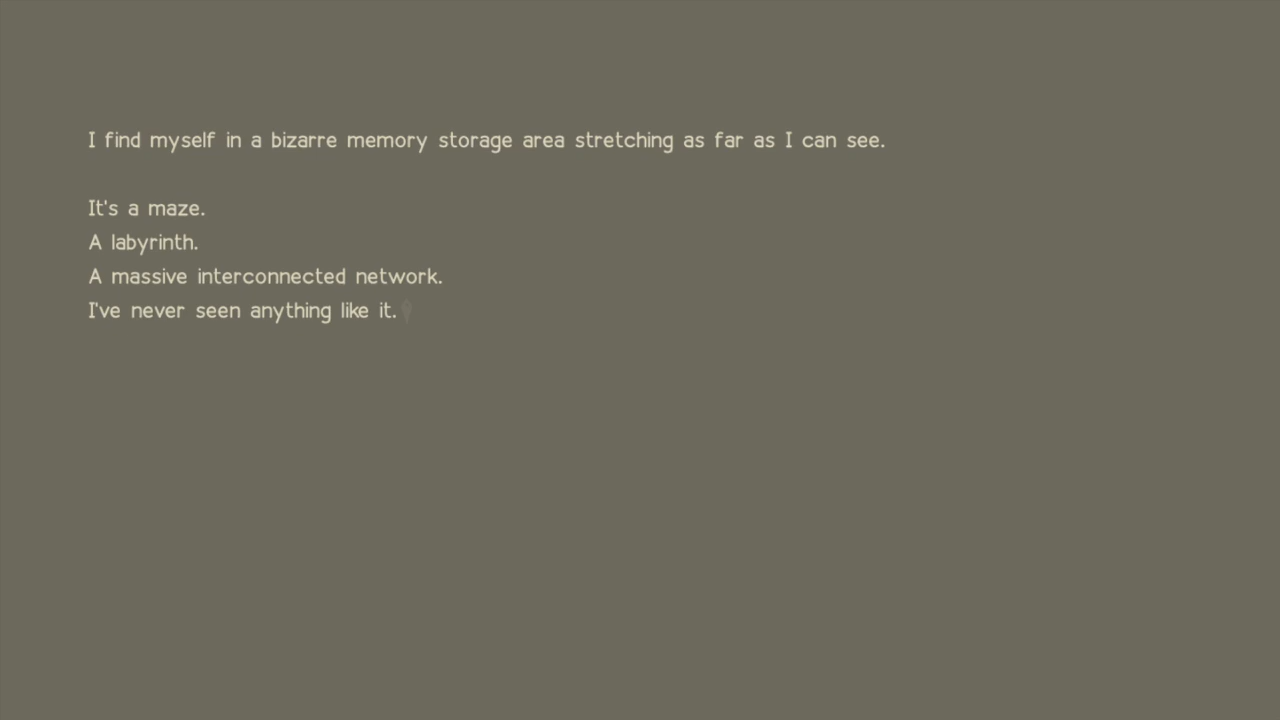 I find myself in a bizarre memory storage area stretching as far as I can see.
It's a maze.
A labyrinth.
A massive interconnected network.
I've never seen anything like it.